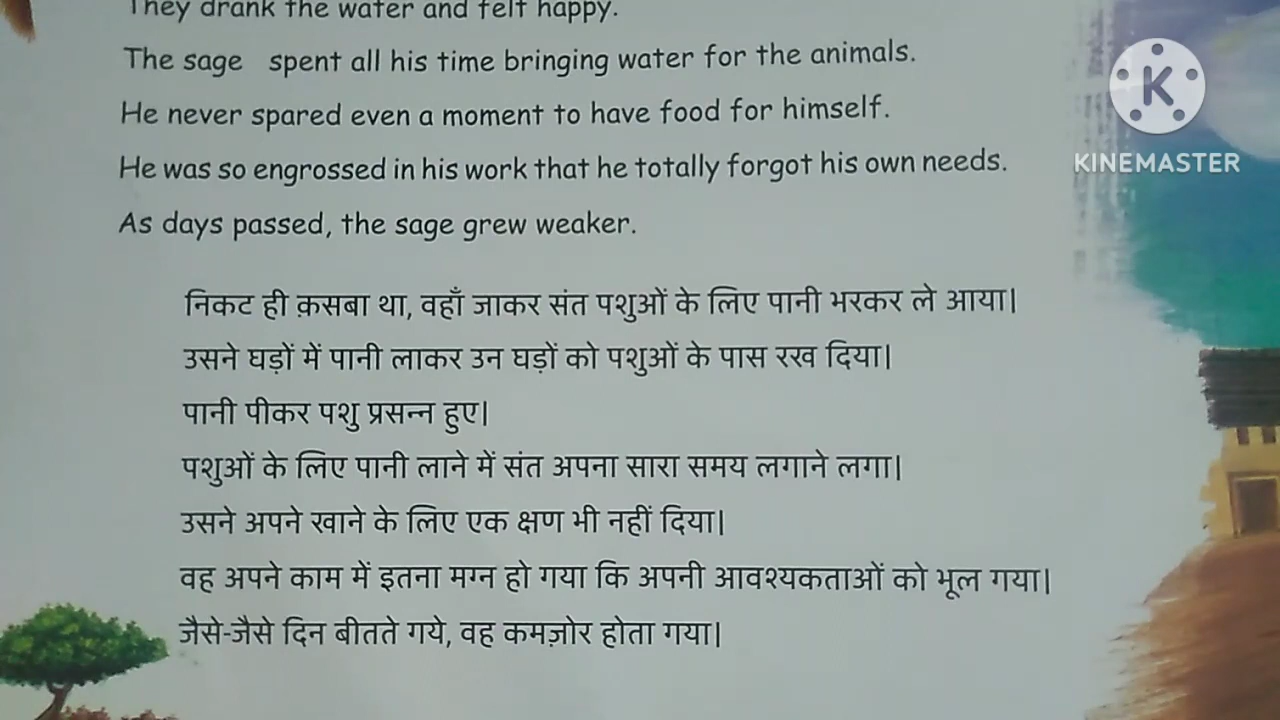 They drank the water and felt happy.
The sage spent all his time bringing water for the animals.
He never spared even a moment to have food for himself.
He was so engrossed in his work that he totally forgot his own needs.
As days passed, the sage grew weaker.
निकट ही क़सबा था, वहाँ जाकर संत पशुओं के लिए पानी भरकर ले आया।
उसने घड़ों में पानी लाकर उन घड़ों को पशुओं के पास रख दिया।
पानी पीकर पशु प्रसन्न हुए।
पशुओं के लिए पानी लाने में संत अपना सारा समय लगाने लगा।
उसने अपने खाने के लिए एक क्षण भी नहीं दिया।
वह अपने काम में इतना मग्न हो गया कि अपनी आवश्यकताओं को भूल गया।
जैसे-जैसे दिन बीतते गये, वह कमज़ोर होता गया।
K
KINEMASTER